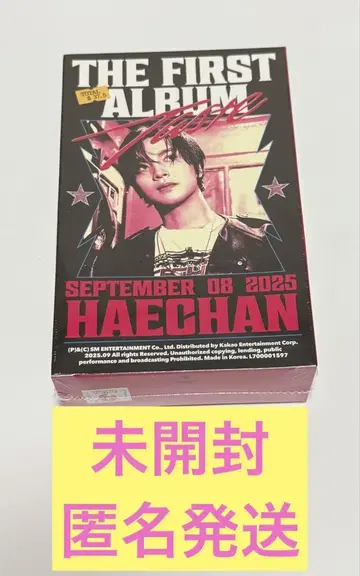 THE FIRST
ALBUM
TASTE
SEPTEMBER 08 2025
HAECHAN
(P)&(C) SM ENTERTAINMENT Co., Ltd. Distributed by Kakao Entertainment Corp.
2025.09 All rights Reserved. Unauthorized copying, lending, public
performance and broadcasting Prohibited. Made in Korea. L700001597
未開封
匿名発送